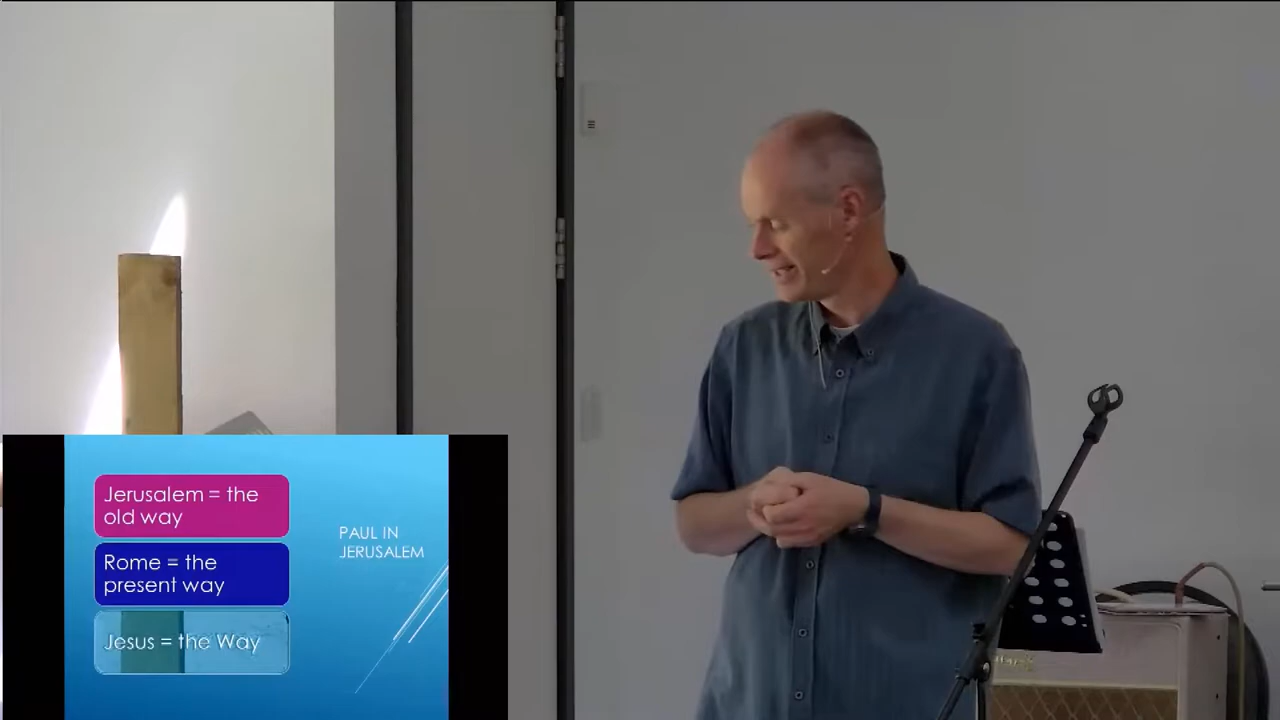 Jerusalem = the
old way
Rome = the
present way
Jesus = the Way
PAUL IN
JERUSALEM